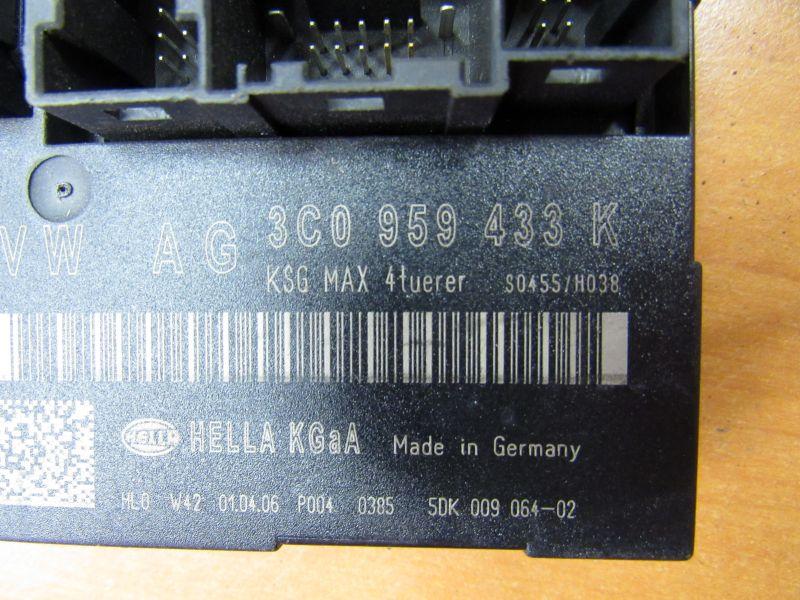 VW AG 3C0 959 433 K
KSG MAX 4tuerer S0455/H038
HELLA HELLA KGaA Made in Germany
HL0 W42 01.04.06 P004 0385 5DK 009 064-02